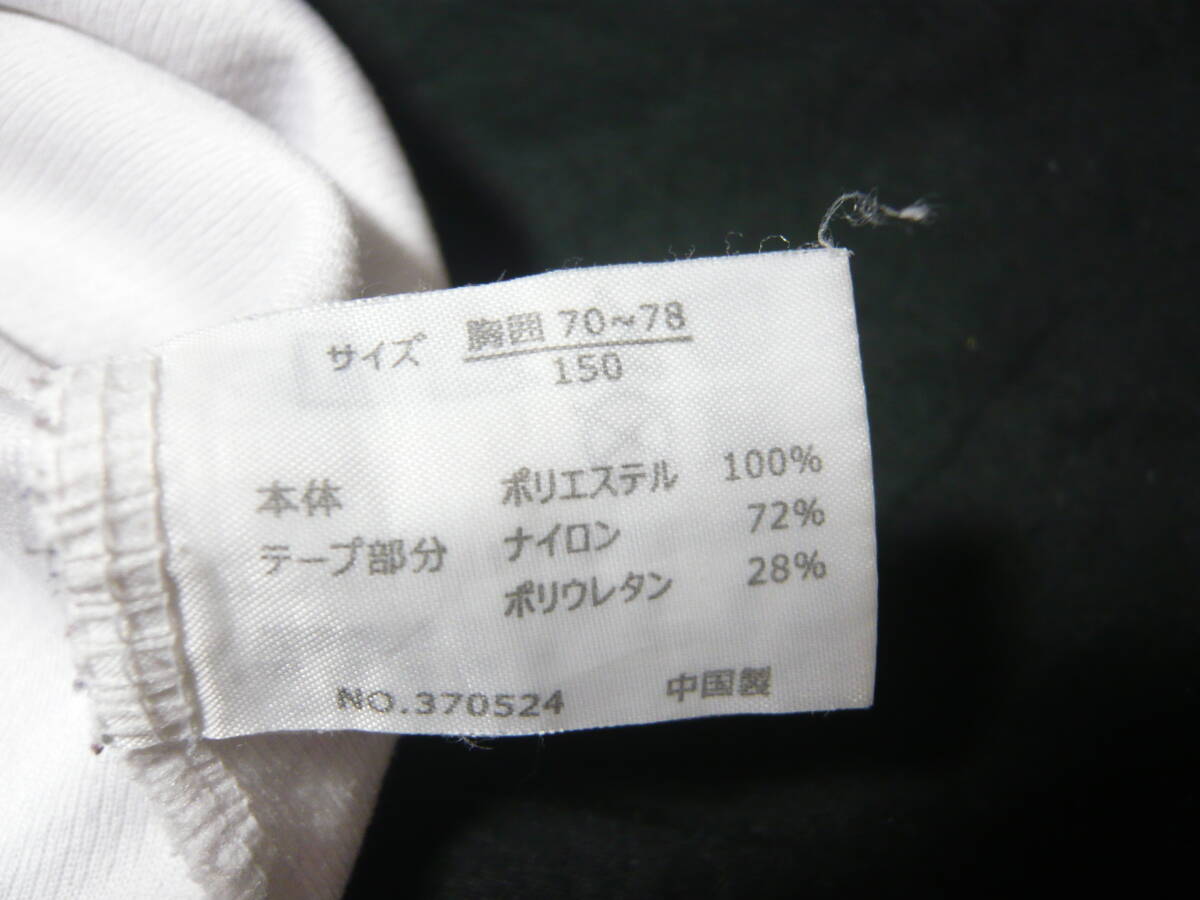 サイズ 胸囲 70~78
150
本体 ポリエステル 100%
テープ部分 ナイロン 72%
ポリウレタン 28%
NO.370524 中国製